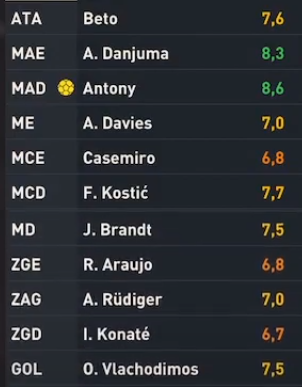 ATA Beto 7,6
MAE A. Danjuma 8,3
MAD Antony 8,6
ME A. Davies 7,0
MCE Casemiro 6,8
MCD F. Kostić 7,7
MD J. Brandt 7,5
ZGE R. Araujo 6,8
ZAG A. Rüdiger 7,0
ZGD I. Konaté 6,7
GOL O. Vlachodimos 7,5